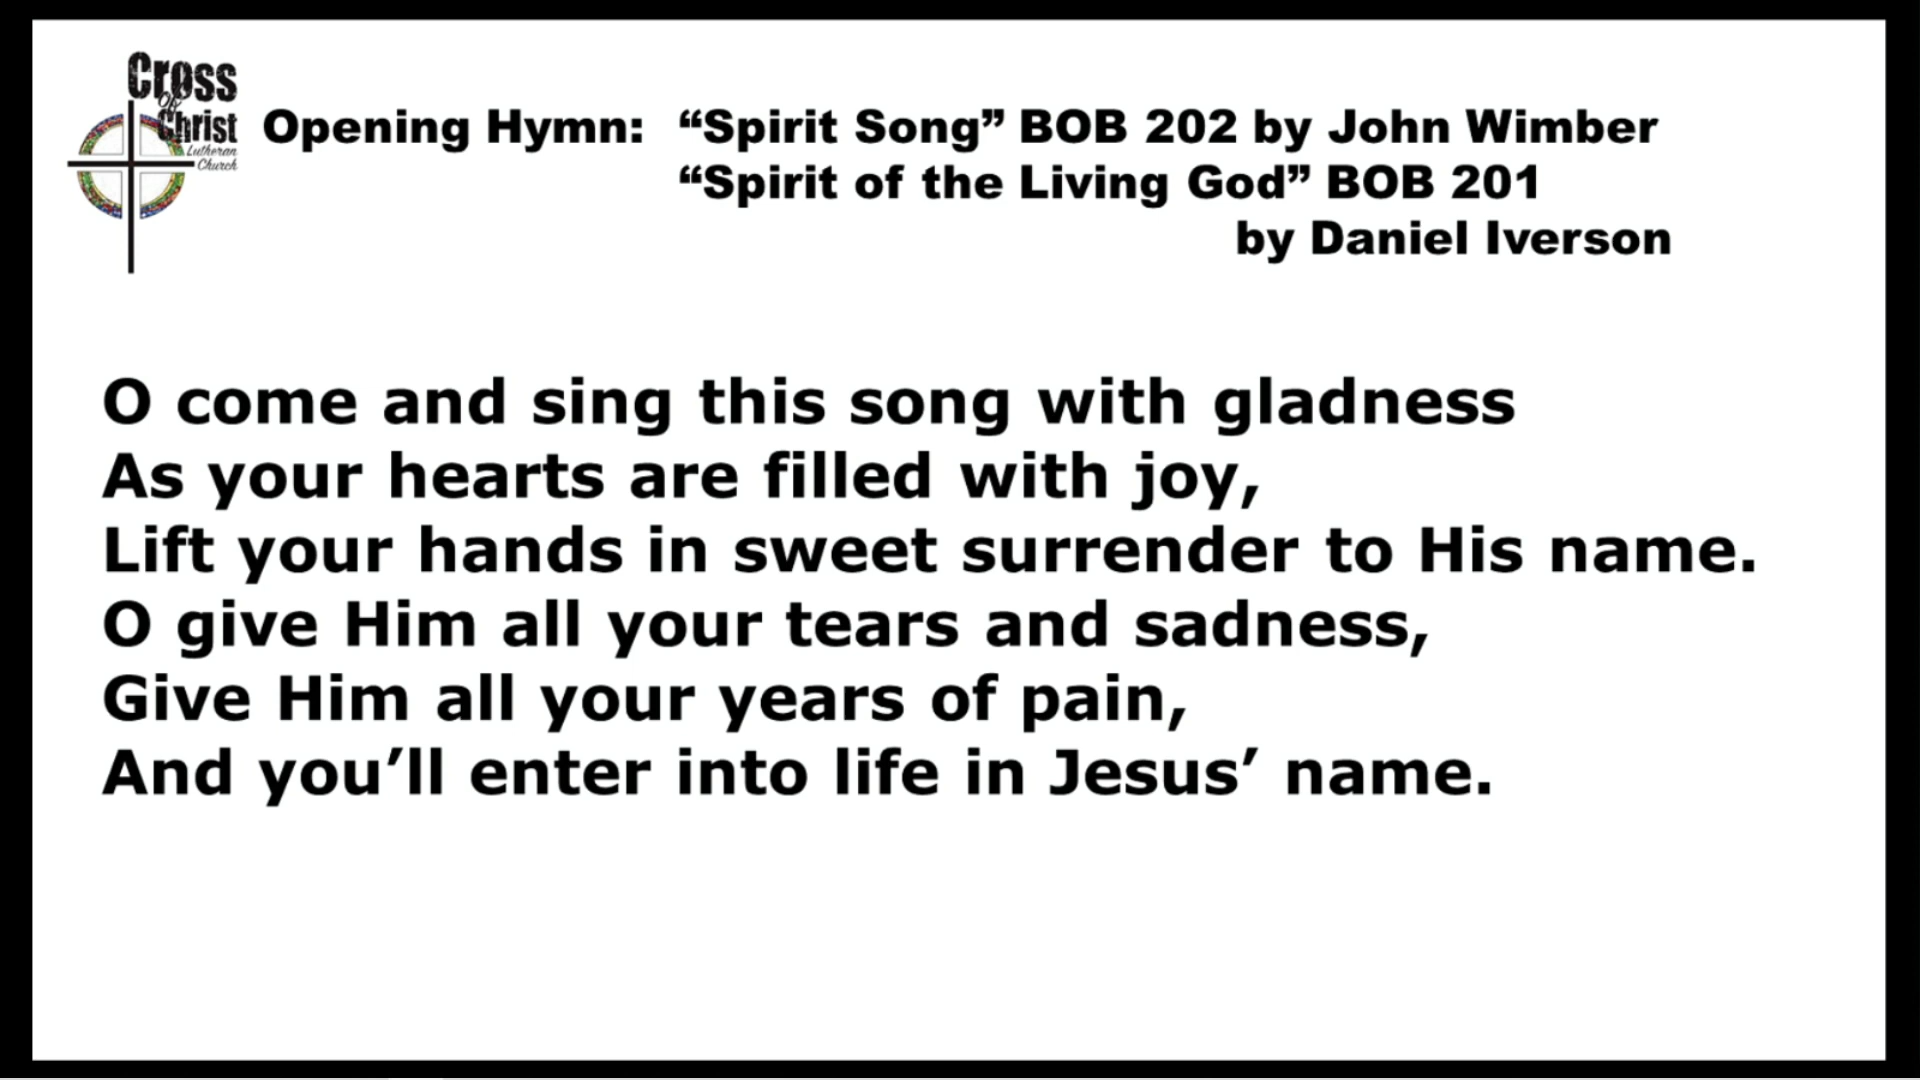 Cross
Of
Christ
Lutheran
Church
Opening Hymn: “Spirit Song” BOB 202 by John Wimber
“Spirit of the Living God” BOB 201
by Daniel Iverson
O come and sing this song with gladness
As your hearts are filled with joy,
Lift your hands in sweet surrender to His name.
O give Him all your tears and sadness,
Give Him all your years of pain,
And you’ll enter into life in Jesus’ name.